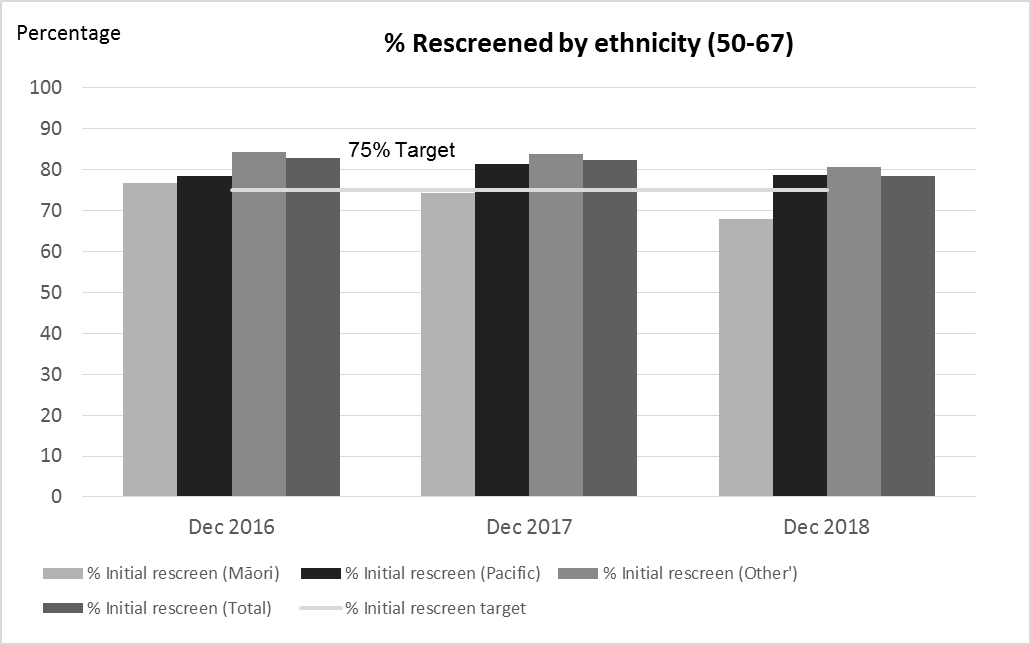 Percentage
% Rescreened by ethnicity (50-67)
100
90
80
70
60
50
40
30
20
10
0
75% Target
Dec 2016
Dec 2017
Dec 2018
% Initial rescreen (Māori)
% Initial rescreen (Pacific)
% Initial rescreen (Other')
% Initial rescreen (Total)
% Initial rescreen target